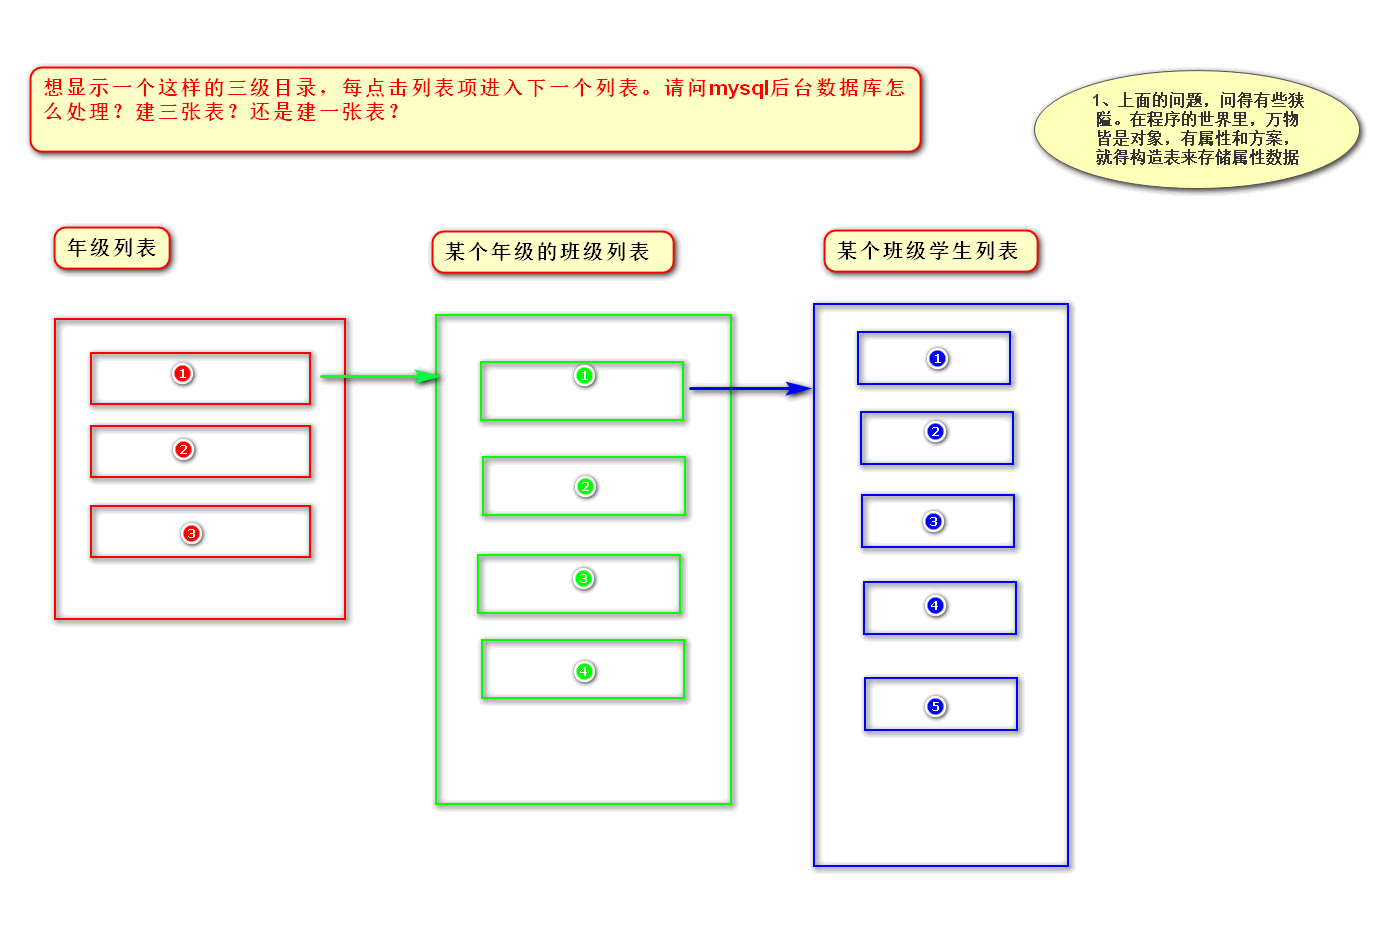 想显示一个这样的三级目录，每点击列表项进入下一个列表。请问mysql后台数据库怎
么处理？建三张表？还是建一张表？
1、上面的问题，问得有些狭
隘。在程序的世界里，万物
皆是对象，有属性和方案，
就得构造表来存储属性数据
年级列表
某个年级的班级列表
某个班级学生列表
1
2
3
1
2
3
4
1
2
3
4
5